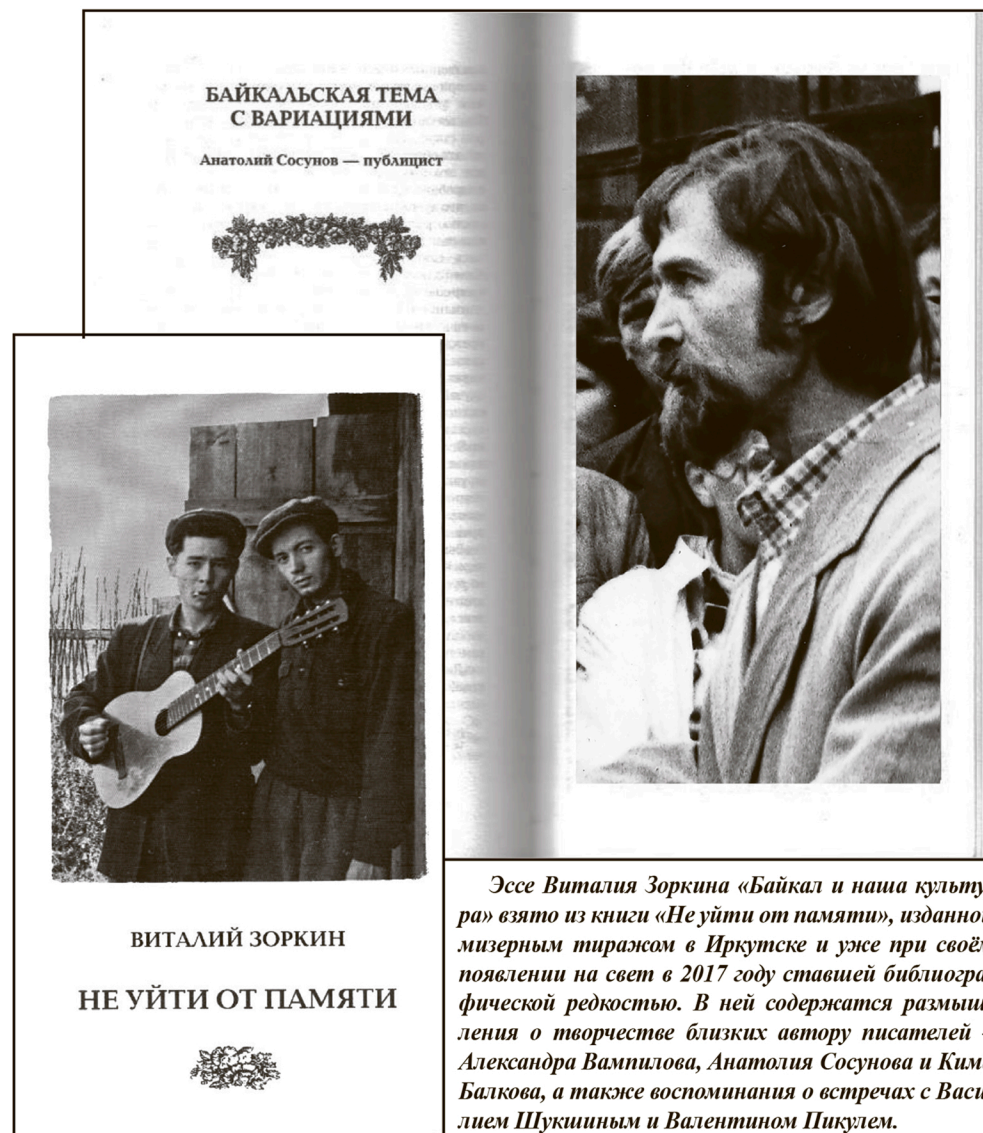 БАЙКАЛЬСКАЯ ТЕМА
С ВАРИАЦИЯМИ
Анатолий Сосунов — публицист
ВИТАЛИЙ ЗОРКИН
НЕ УЙТИ ОТ ПАМЯТИ
Эссе Виталия Зоркина «Байкал и наша культу
ра» взято из книги «Не уйти от памяти», изданно
мизерным тиражом в Иркутске и уже при своём
появлении на свет в 2017 году ставшей библиогра
фической редкостью. В ней содержатся размыш
ления о творчестве близких автору писателей -
Александра Вампилова, Анатолия Сосунова и Ким
Балкова, а также воспоминания о встречах с Васи
лием Шукшиным и Валентином Пикулем.